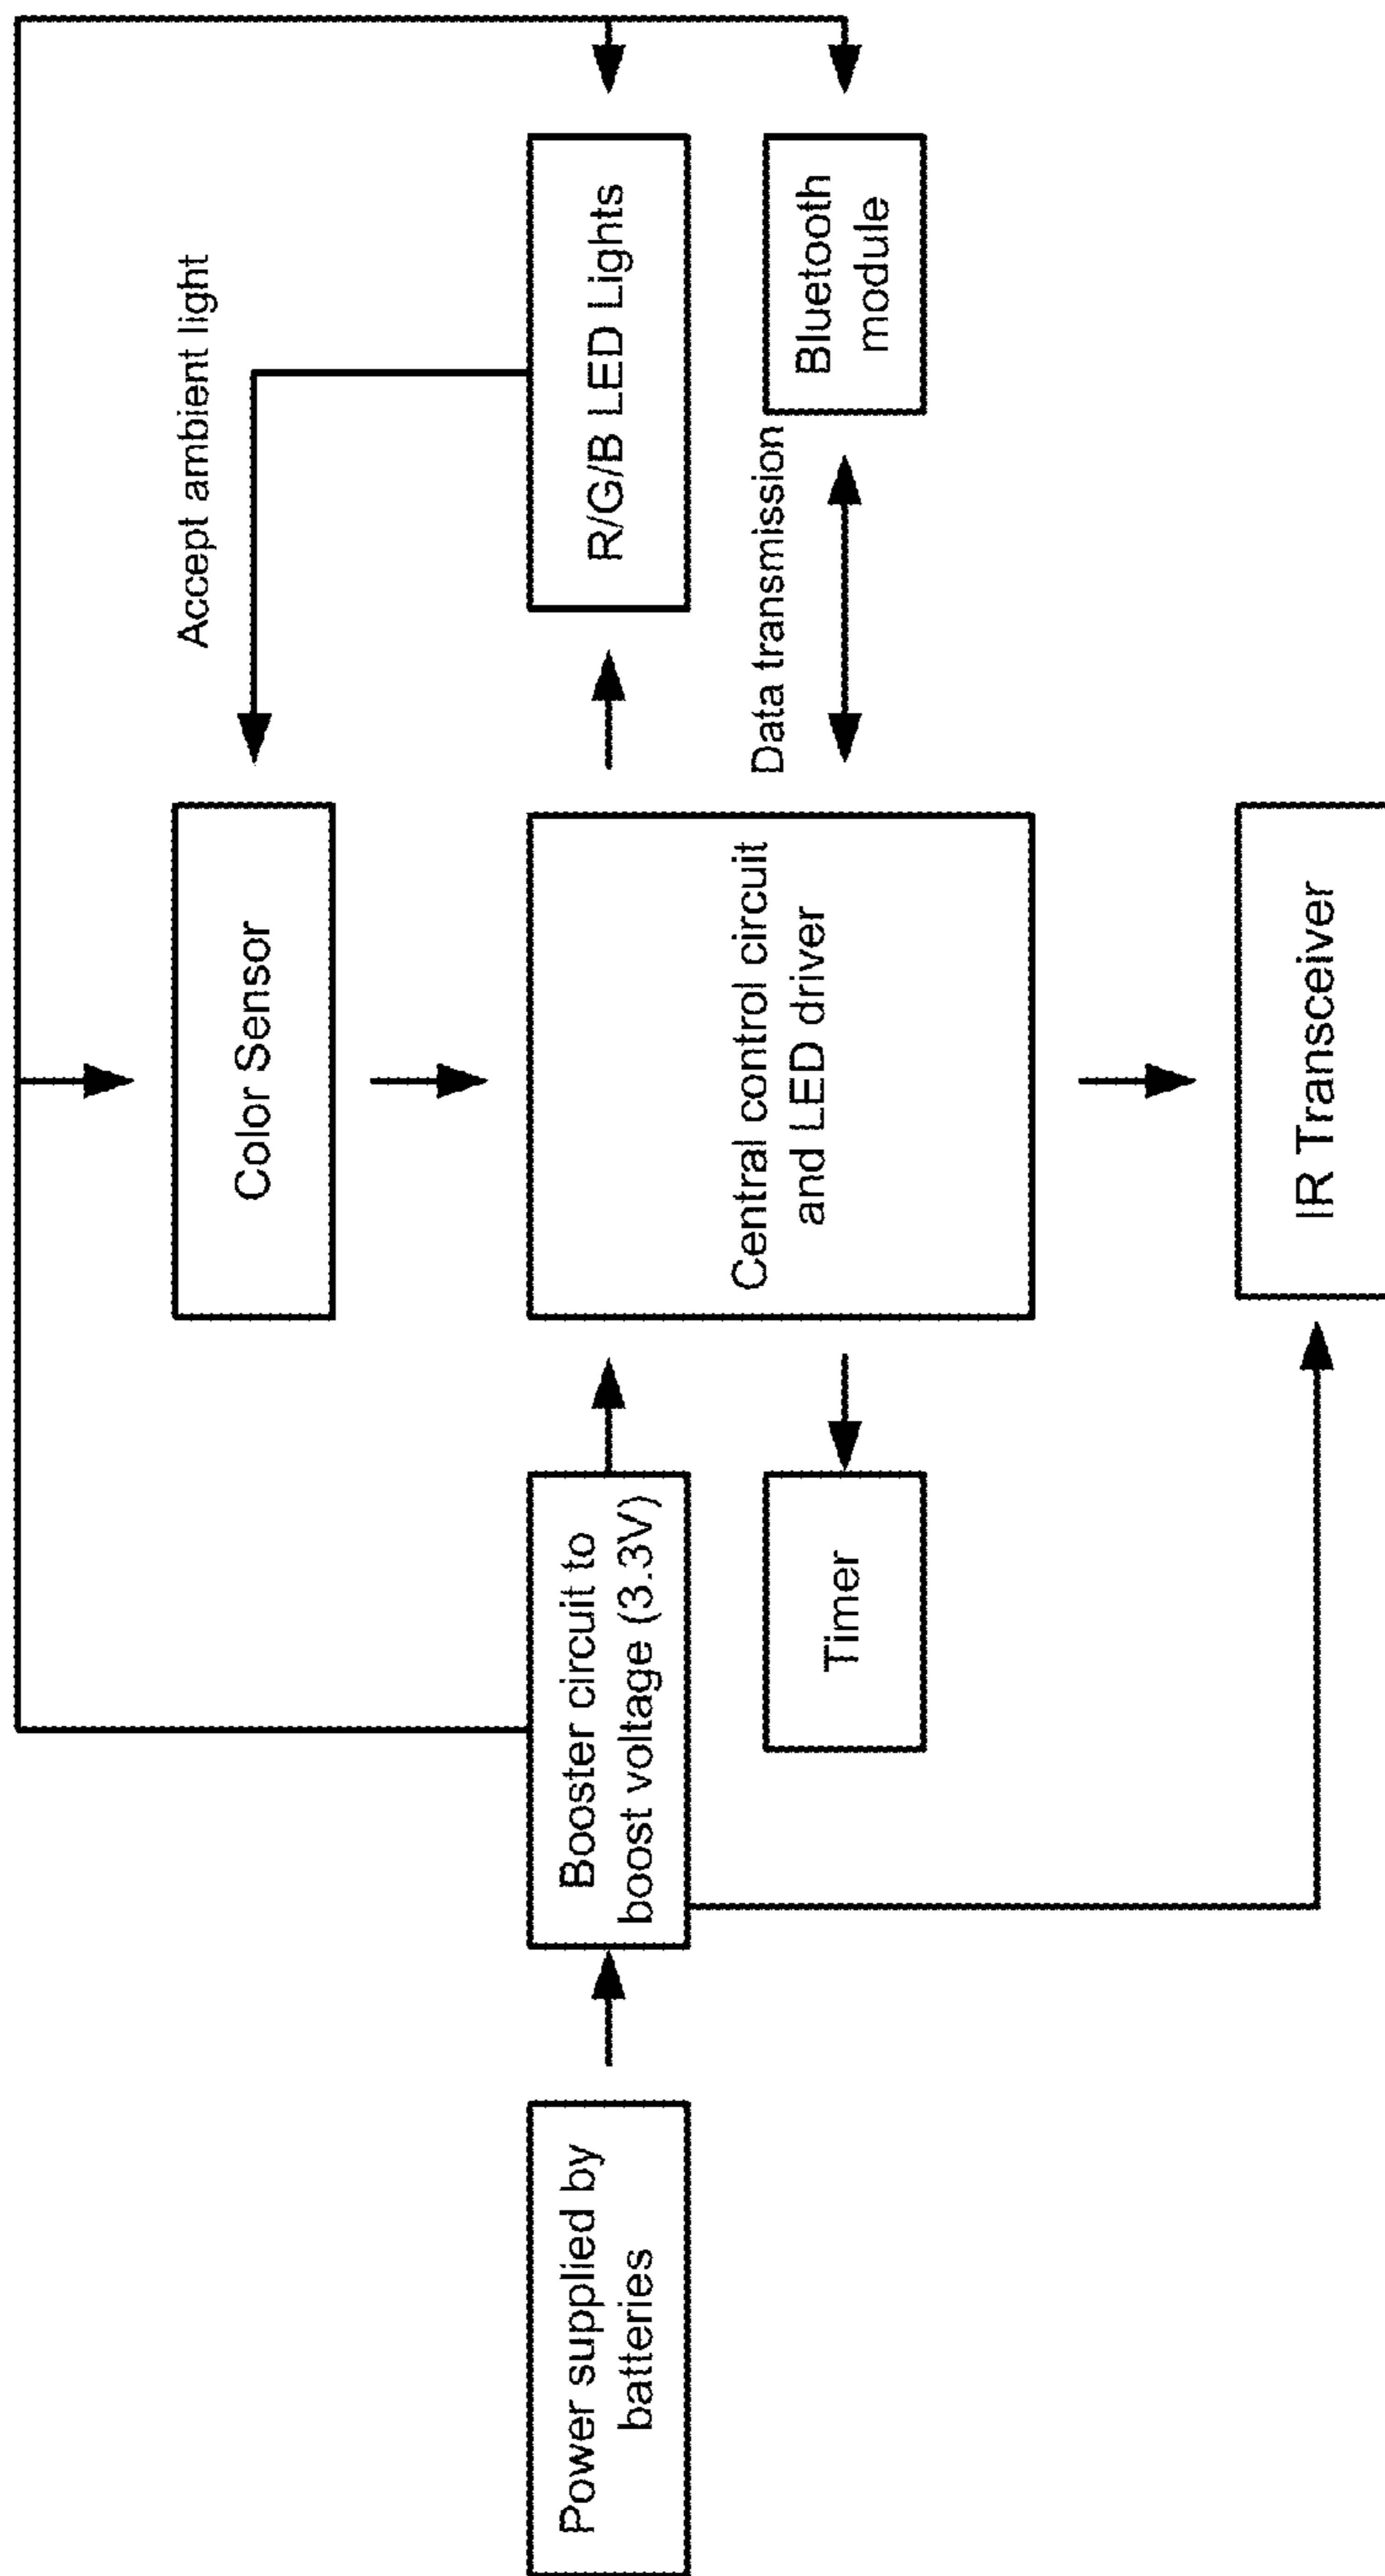 Accept ambient light
Color Sensor
Power supplied by
batteries
Booster circuit to
boost voltage (3.3V)
Central control circuit
and LED driver
R/G/B LED Lights
Data transmission
Timer
Bluetooth
module
IR Transceiver